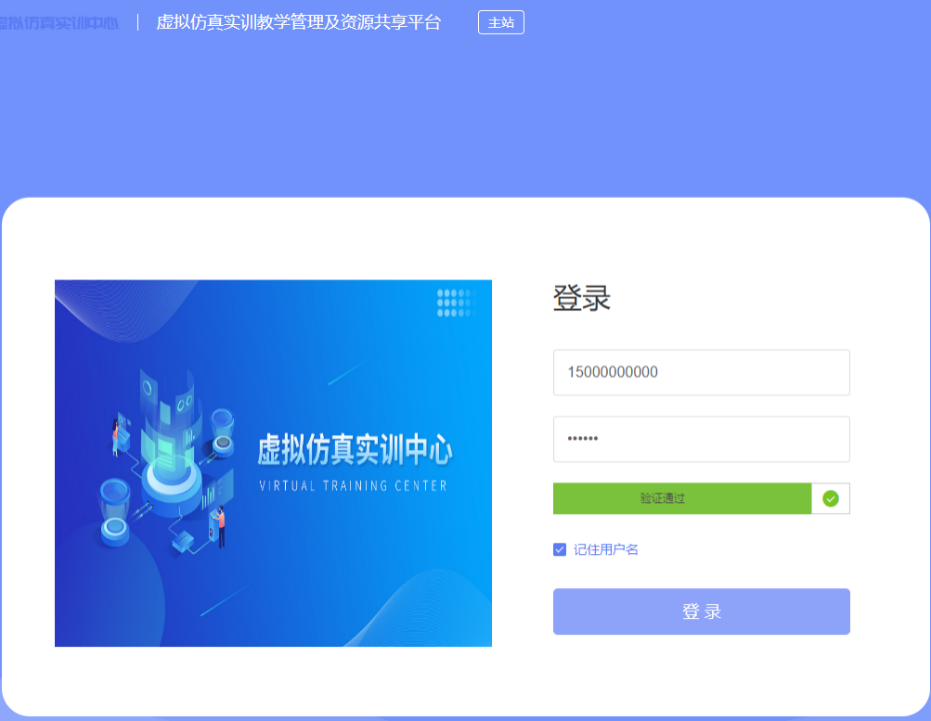 虚拟仿真实训中心 | 虚拟仿真实训教学管理及资源共享平台 主站
登录
15000000000
••••••
虚拟仿真实训中心
VIRTUAL TRAINING CENTER
验证通过
记住用户名
登录